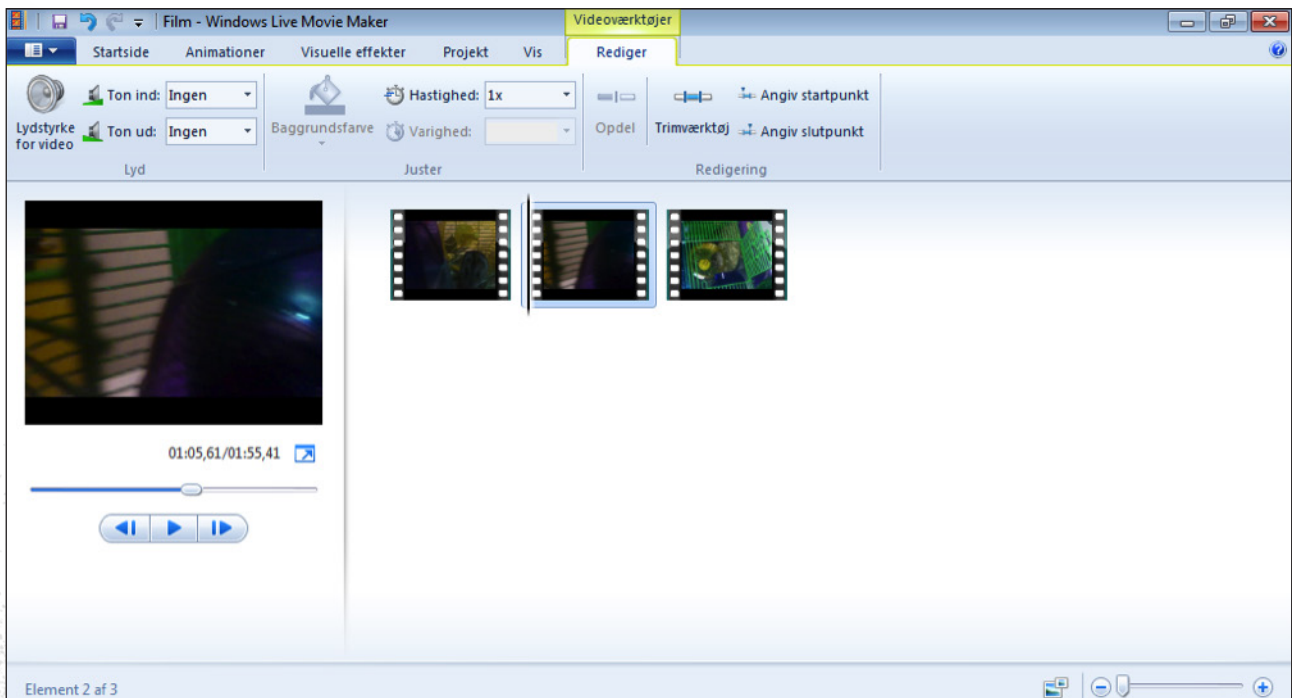 Film - Windows Live Movie Maker
Videoværktøjer
Startside Animationer Visuelle effekter Projekt Vis Rediger
Ton ind: Ingen
Hastighed: 1x
Angiv startpunkt
Lydstyrke for video
Ton ud: Ingen
Baggrundsfarve
Varighed:
Opdel
Trimværktøj
Angiv slutpunkt
Lyd
Juster
Redigering
01:05,61/01:55,41
Element 2 af 3